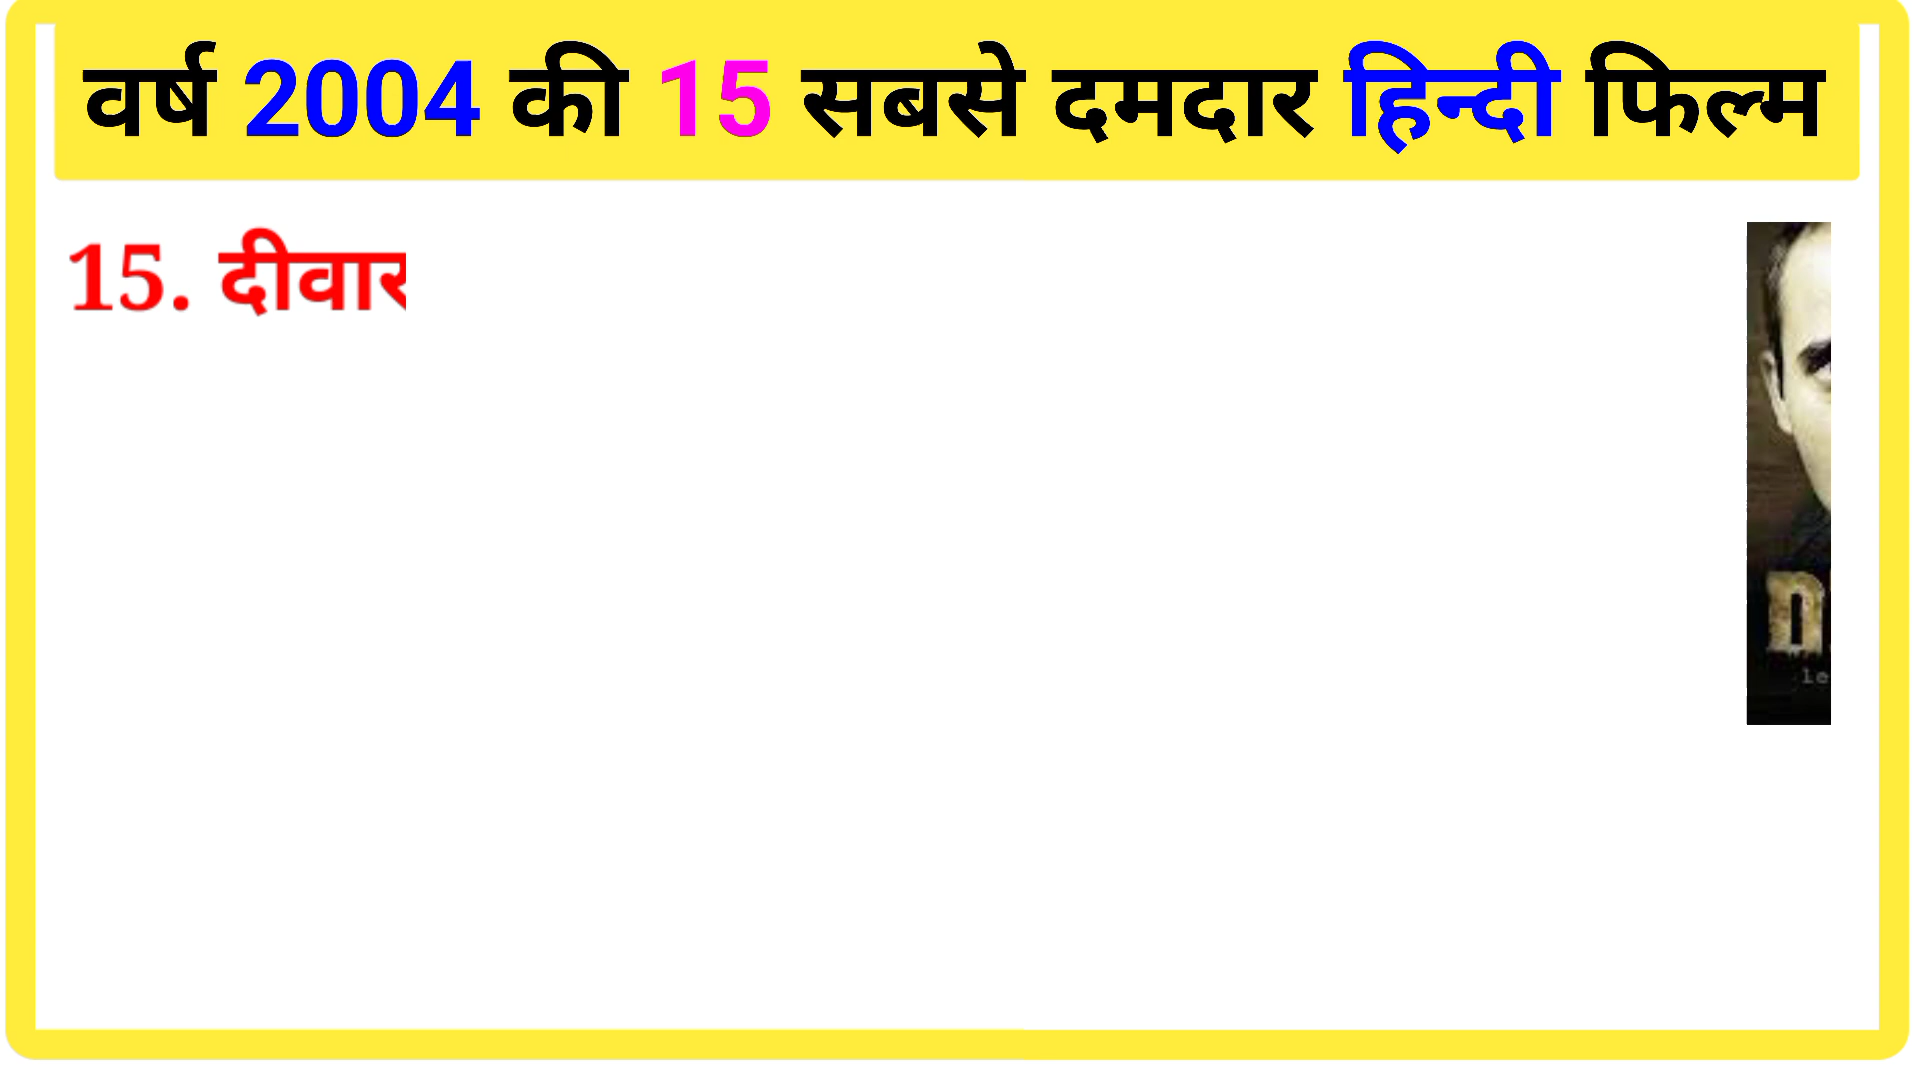 वर्ष 2004 की 15 सबसे दमदार हिन्दी फिल्म
15. दीवार